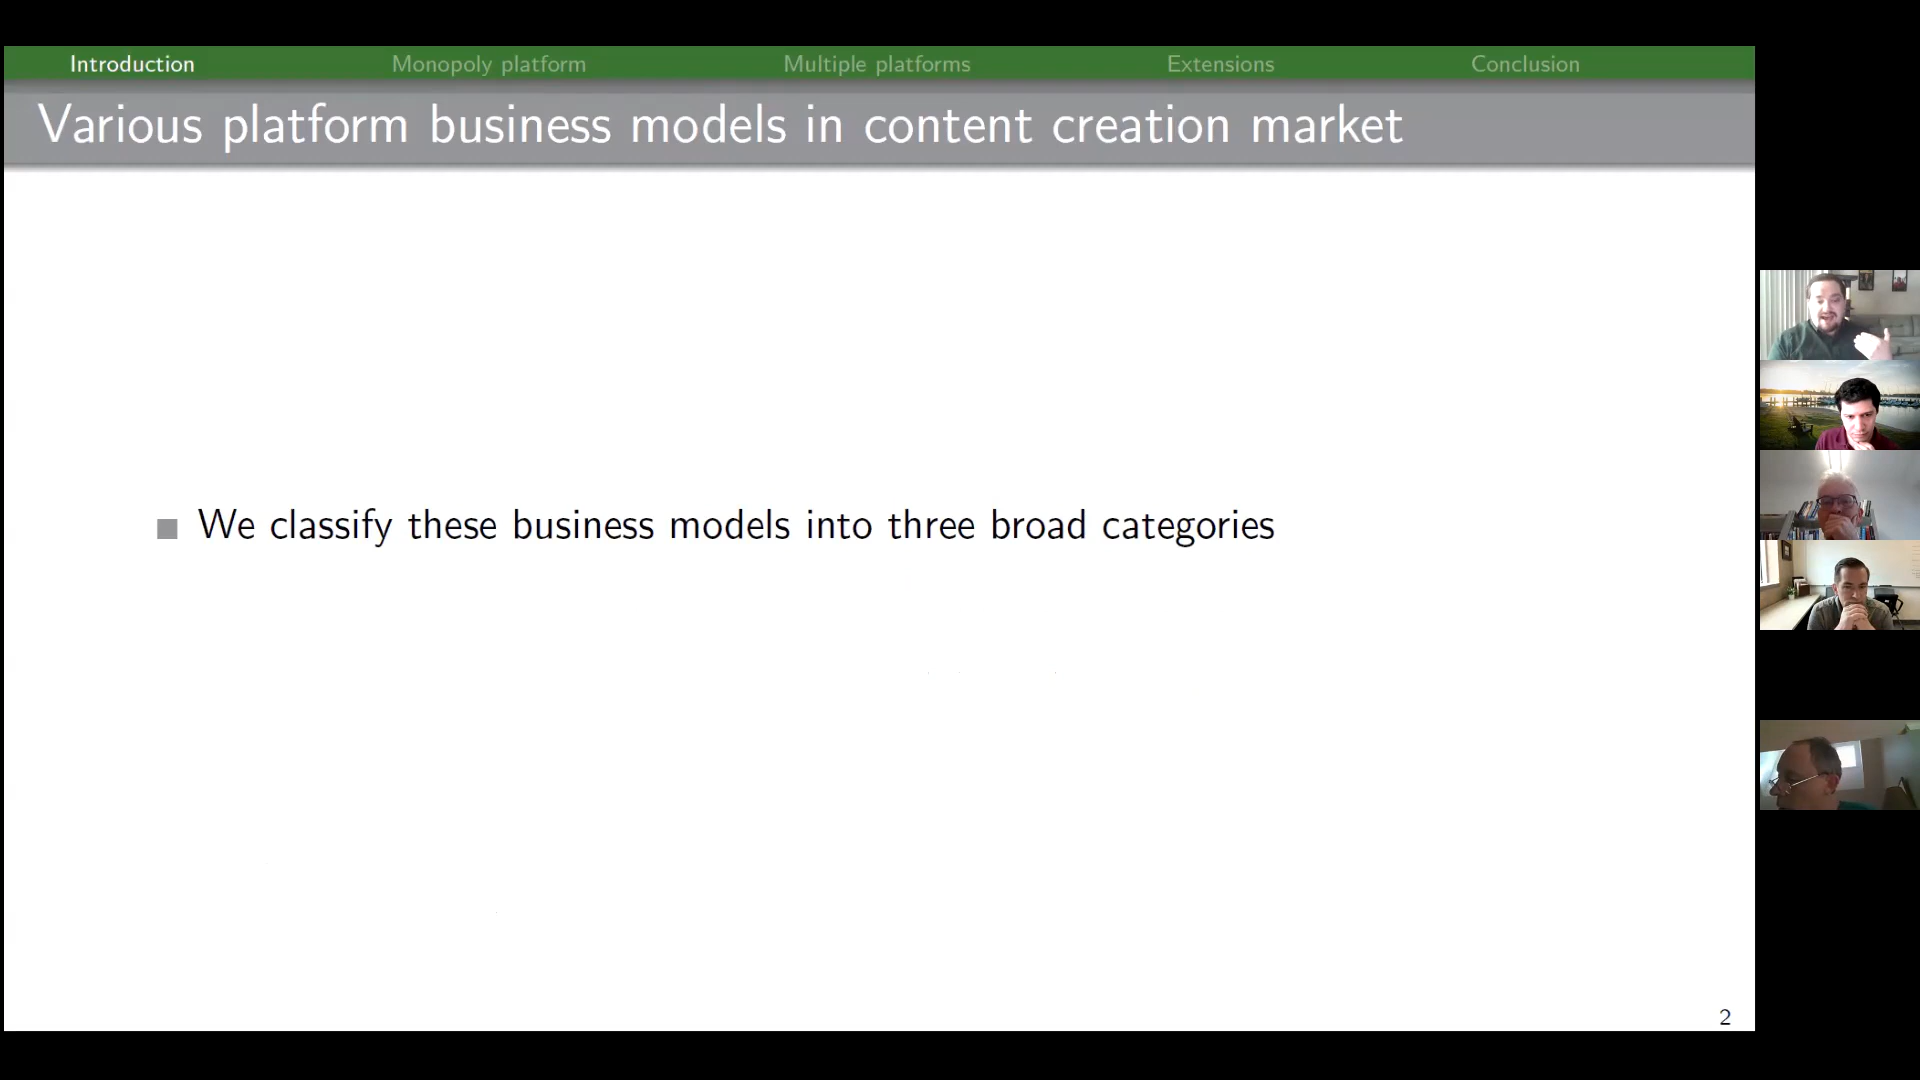 Introduction
Monopoly platform
Multiple platforms
Extensions
Conclusion
Various platform business models in content creation market
We classify these business models into three broad categories
2